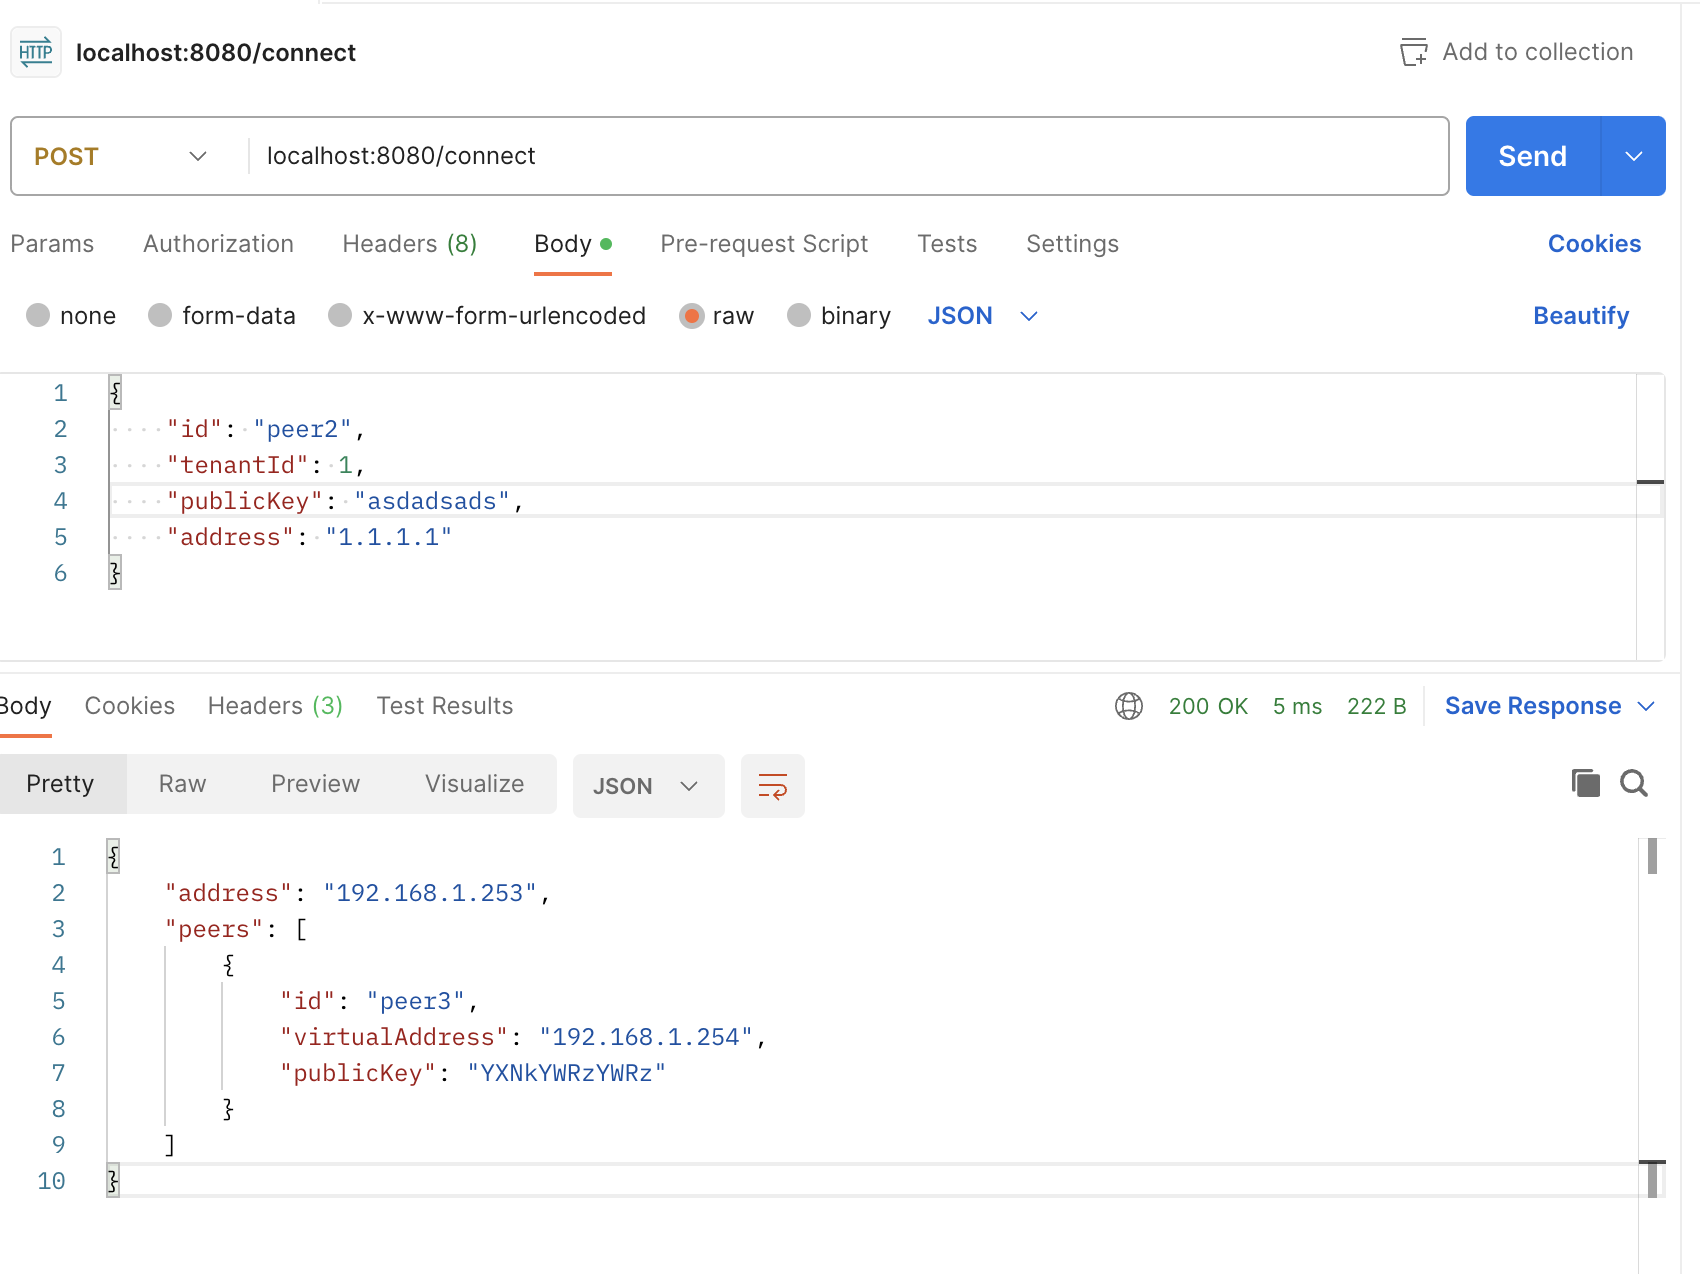 HTTP localhost:8080/connect Add to collection
POST localhost:8080/connect Send
Params Authorization Headers (8) Body Pre-request Script Tests Settings Cookies
none form-data x-www-form-urlencoded raw binary JSON Beautify
1 {
2 "id": "peer2",
3 "tenantId": 1,
4 "publicKey": "asdadsads",
5 "address": "1.1.1.1"
6 }
Body Cookies Headers (3) Test Results 200 OK 5 ms 222 B Save Response
Pretty Raw Preview Visualize JSON
1 {
2 "address": "192.168.1.253",
3 "peers": [
4 {
5 "id": "peer3",
6 "virtualAddress": "192.168.1.254",
7 "publicKey": "YXNkYWRzYWRz"
8 }
9 ]
10 }